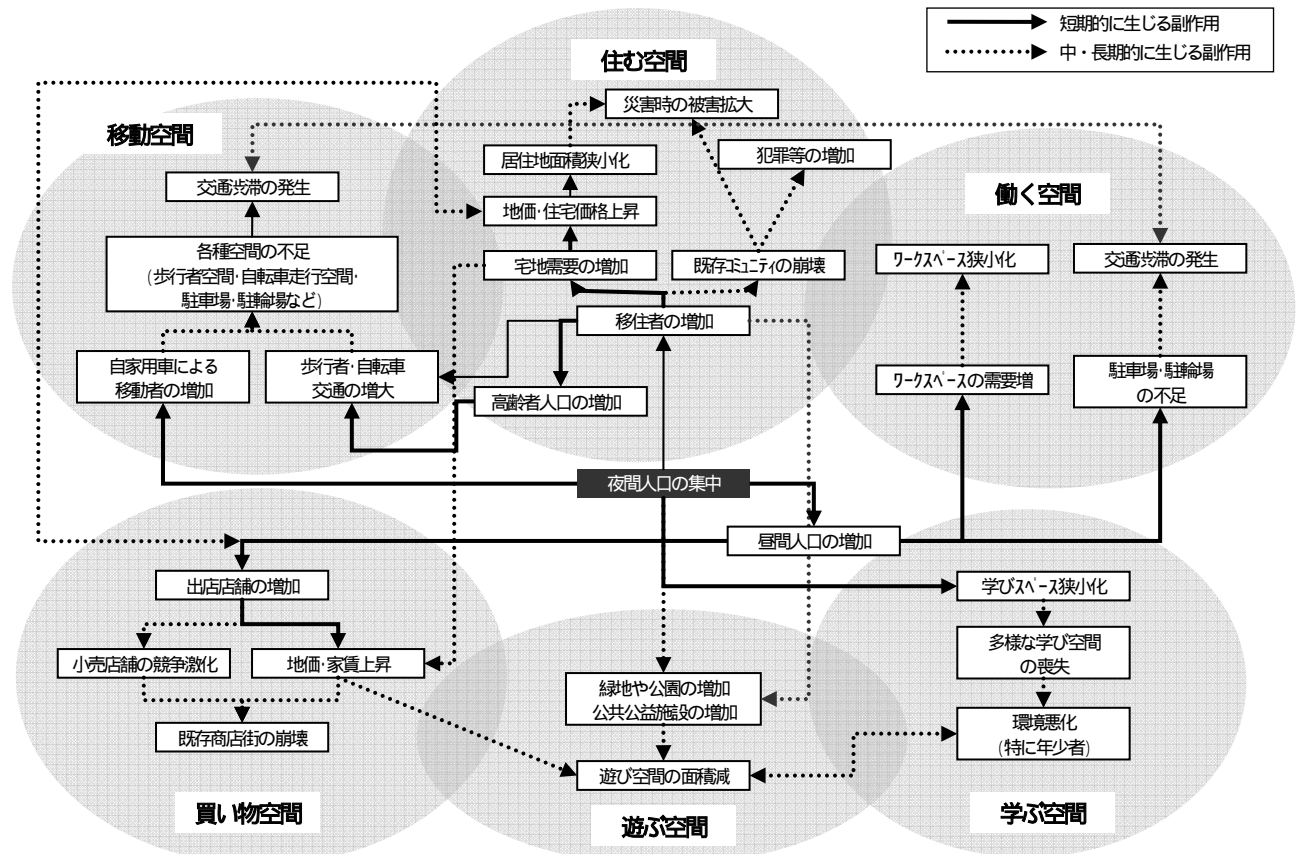 短期的に生じる副作用
中・長期的に生じる副作用
住む空間
災害時の被害拡大
犯罪等の増加
居住地面積狭小化
地価・住宅価格上昇
宅地需要の増加
既存ｺﾐｭﾆﾃｨの崩壊
移住者の増加
高齢者人口の増加
移動空間
交通渋滞の発生
各種空間の不足
(歩行者空間・自転車走行空間・
駐車場・駐輪場など)
自家用車による
移動者の増加
歩行者・自転車
交通の増大
働く空間
ﾜｰｸｽﾍﾟｰｽ狭小化
交通渋滞の発生
ﾜｰｸｽﾍﾟｰｽの需要増
駐車場・駐輪場
の不足
夜間人口の集中
昼間人口の増加
出店店舗の増加
小売店舗の競争激化
地価・家賃上昇
既存商店街の崩壊
買い物空間
緑地や公園の増加
公共公益施設の増加
遊び空間の面積減
遊ぶ空間
学びｽﾍﾟｰｽ狭小化
多様な学び空間
の喪失
環境悪化
(特に年少者)
学ぶ空間